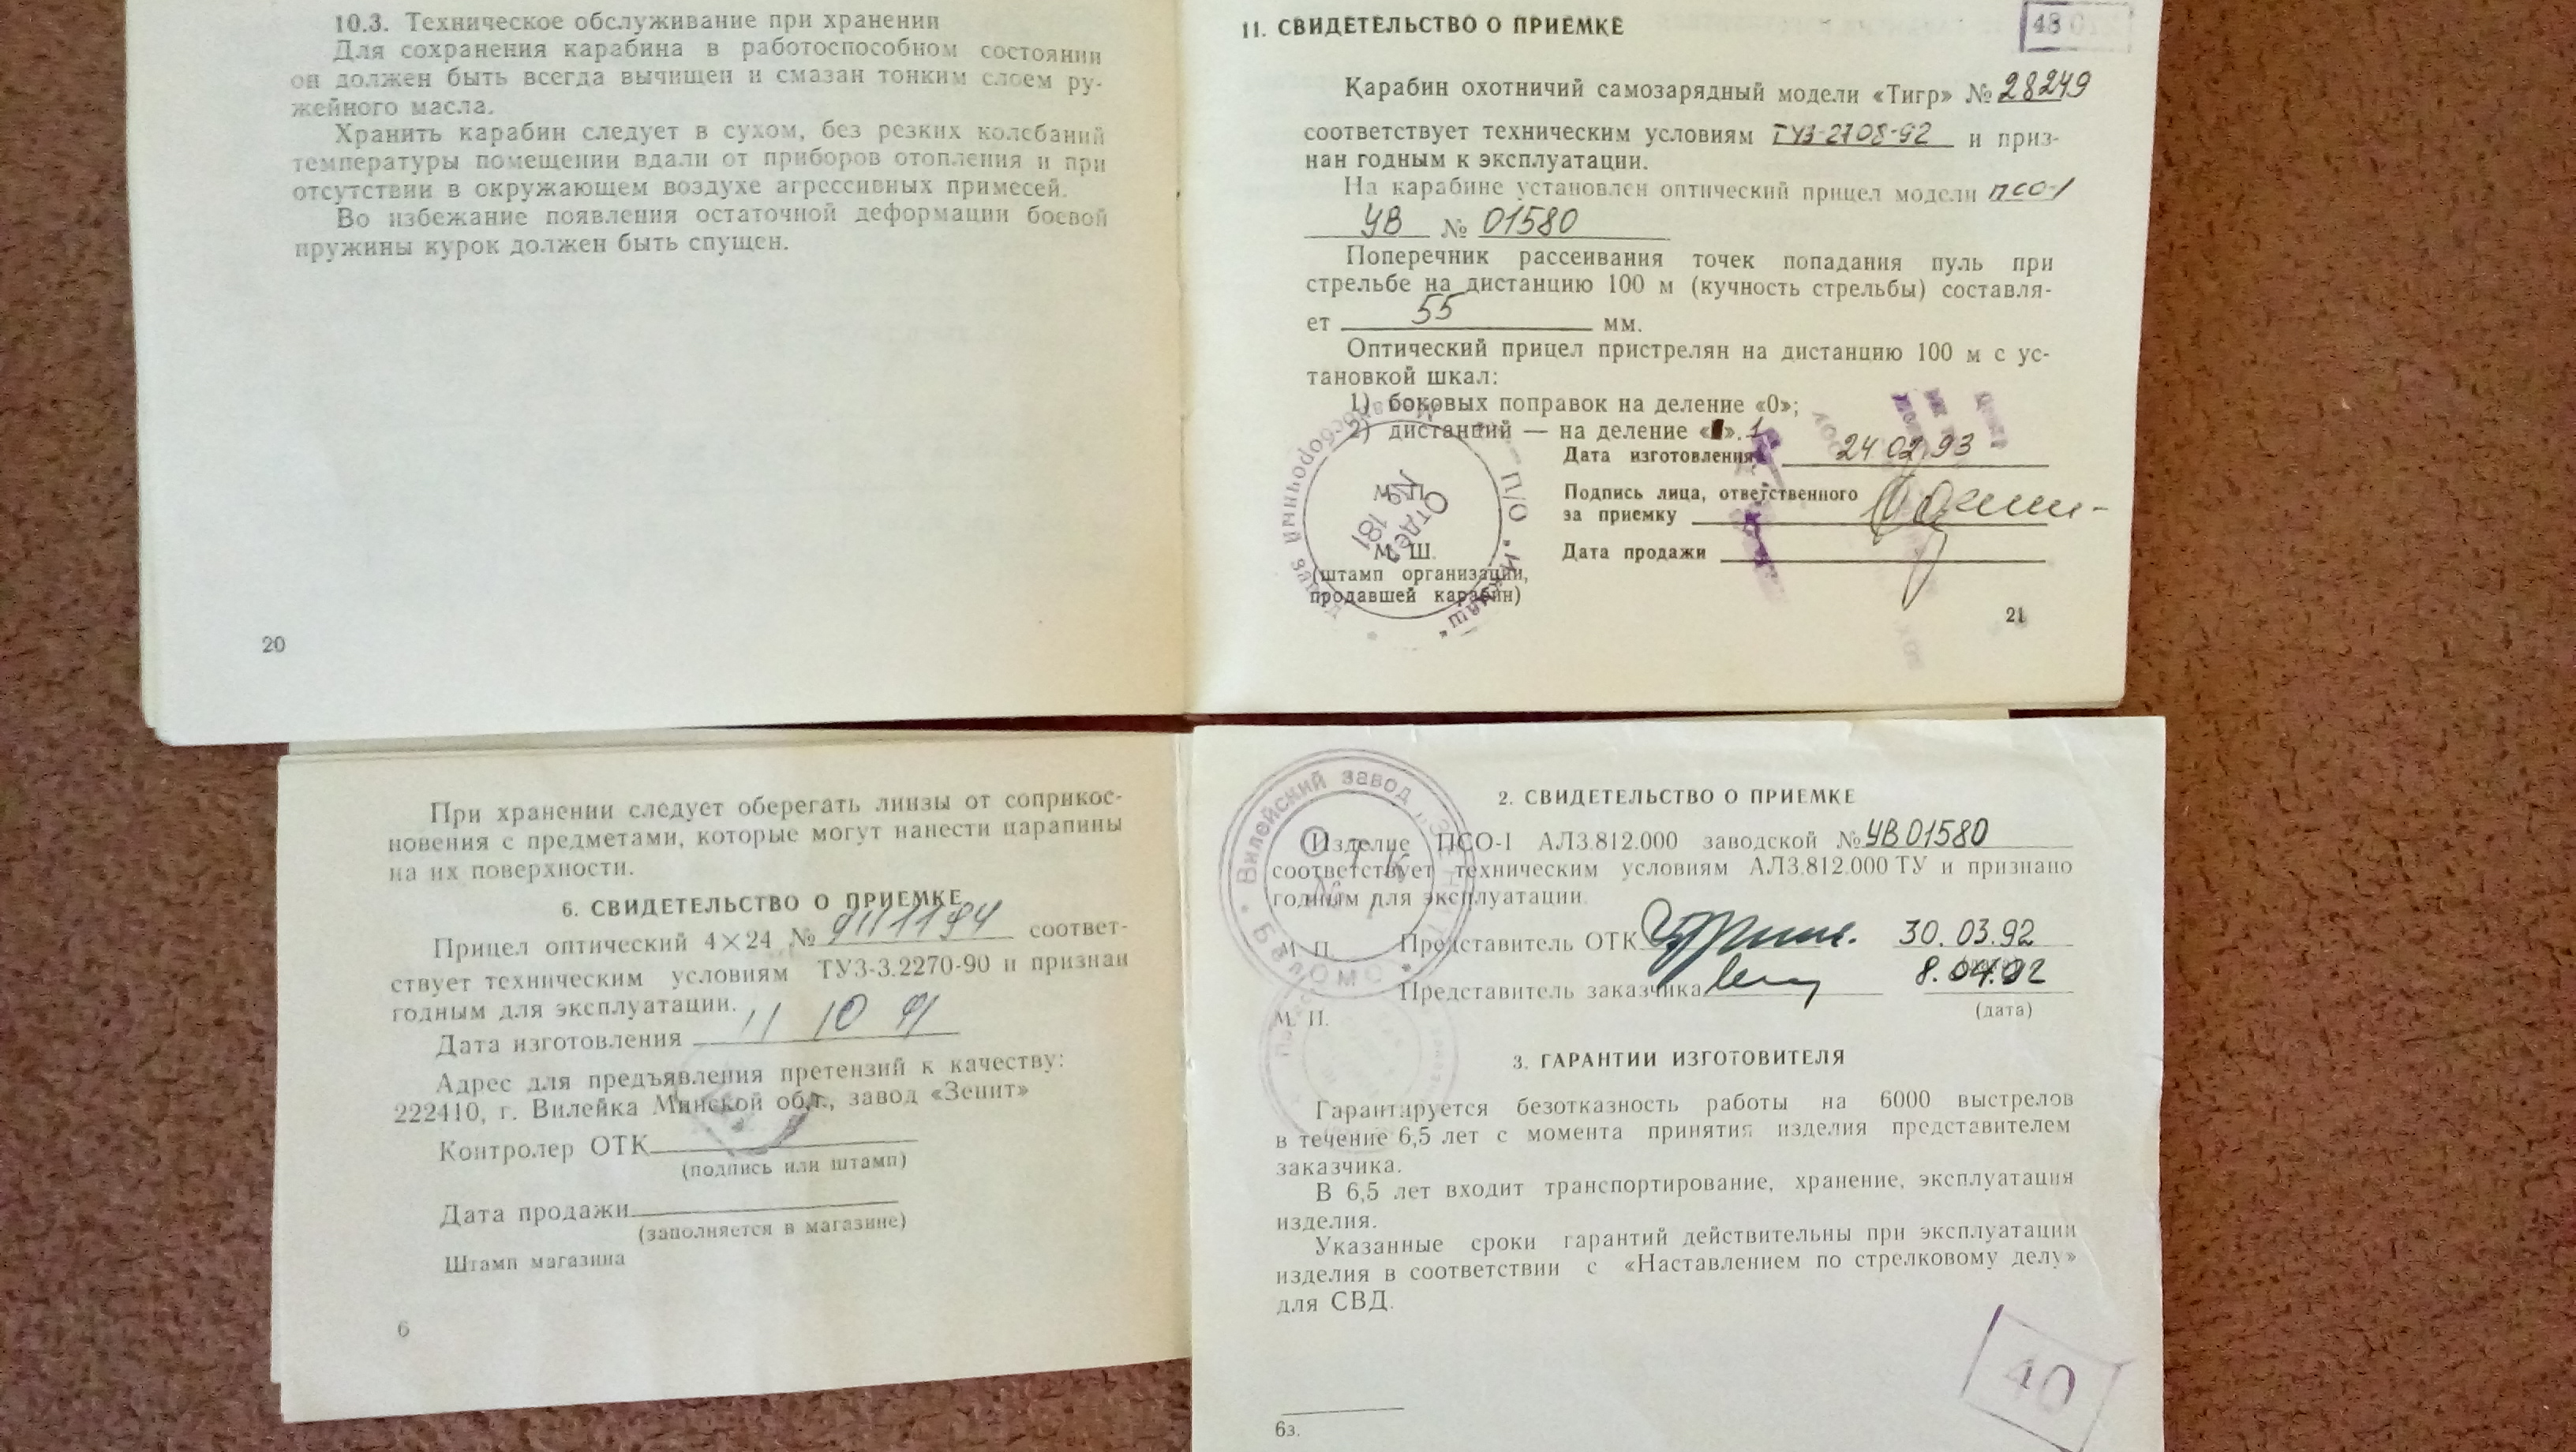 10.3. Техническое обслуживание при хранении
Для сохранения карабина в работоспособном состоянии
он должен быть всегда вычищен и смазан тонким слоем ру-
жейного масла.
Хранить карабин следует в сухом, без резких колебаний
температуры помещении вдали от приборов отопления и при
отсутствии в окружающем воздухе агрессивных примесей.
Во избежание появления остаточной деформации боевой
пружины курок должен быть спущен.
20
11. СВИДЕТЕЛЬСТВО О ПРИЕМКЕ
48
Карабин охотничий самозарядный модели «Тигр» № 28249
соответствует техническим условиям ТУ3-2708-92 и приз-
нан годным к эксплуатации.
На карабине установлен оптический прицел модели ПСО-1
УВ № 01580
Поперечник рассеивания точек попадания пуль при
стрельбе на дистанцию 100 м (кучность стрельбы) составля-
ет 55 мм.
Оптический прицел пристрелян на дистанцию 100 м с ус-
тановкой шкал:
1) боковых поправок на деление «0»;
2) дистанций — на деление « ». 1
Дата изготовления 24 02 93
Подпись лица, ответственного
за приемку
Дата продажи
П/О „Ижмаш"
Отдел
№ 181
М. Ш.
(штамп организации,
продавшей карабин)
21
При хранении следует оберегать линзы от соприкос-
новения с предметами, которые могут нанести царапины
на их поверхности.
6. СВИДЕТЕЛЬСТВО О ПРИЕМКЕ
Прицел оптический 4×24 № 9111194 соответ-
ствует техническим условиям ТУ3-3.2270-90 и признан
годным для эксплуатации.
Дата изготовления 11 10 91
Адрес для предъявления претензий к качеству:
222410, г. Вилейка Минской обл., завод «Зенит»
Контролер ОТК
(подпись или штамп)
Дата продажи
(заполняется в магазине)
Штамп магазина
6
Вилейский завод „Зенит"
БелОМО
ОТК
2. СВИДЕТЕЛЬСТВО О ПРИЕМКЕ
Изделие ПСО-1 АЛ3.812.000 заводской № УВ01580
соответствует техническим условиям АЛ3.812.000 ТУ и признано
годным для эксплуатации.
М. П. Представитель ОТК 30.03.92
Представитель заказчика 8.04.92
М. П. (дата)
3. ГАРАНТИИ ИЗГОТОВИТЕЛЯ
Гарантируется безотказность работы на 6000 выстрелов
в течение 6,5 лет с момента принятия изделия представителем
заказчика.
В 6,5 лет входит транспортирование, хранение, эксплуатация
изделия.
Указанные сроки гарантий действительны при эксплуатации
изделия в соответствии с «Наставлением по стрелковому делу»
для СВД.
40
6з.